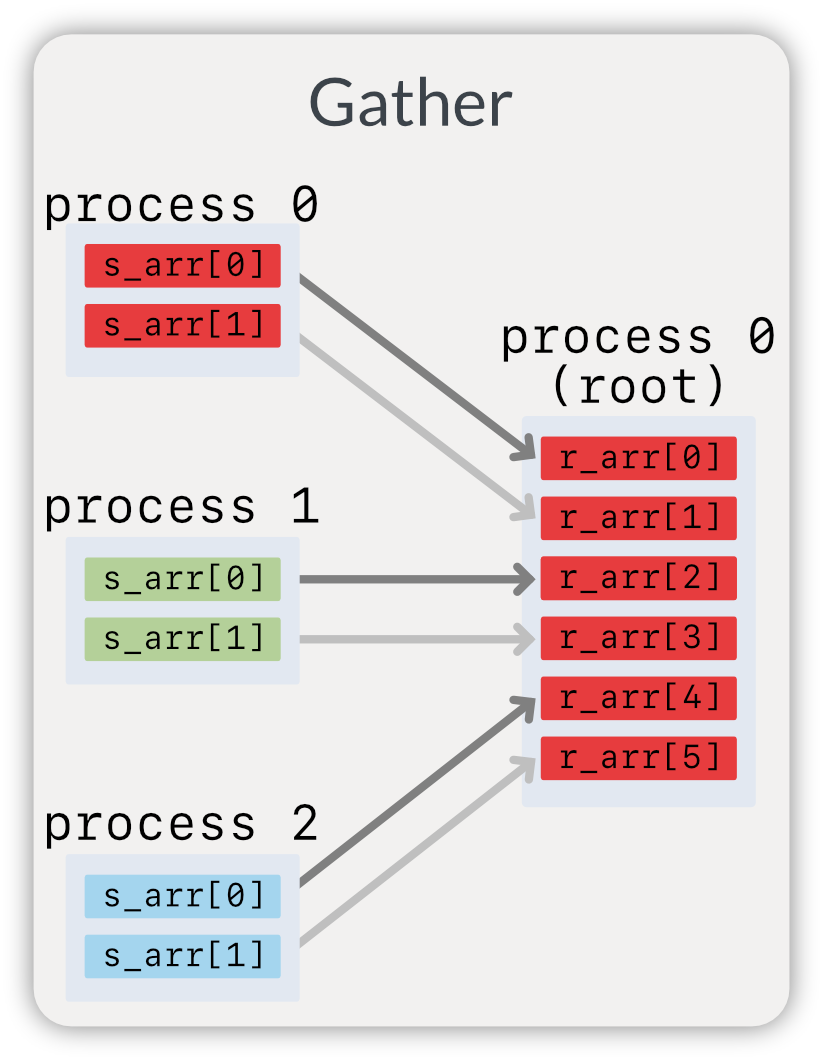 Gather
process 0
s_arr[0]
s_arr[1]
process 1
s_arr[0]
s_arr[1]
process 2
s_arr[0]
s_arr[1]
process 0
(root)
r_arr[0]
r_arr[1]
r_arr[2]
r_arr[3]
r_arr[4]
r_arr[5]